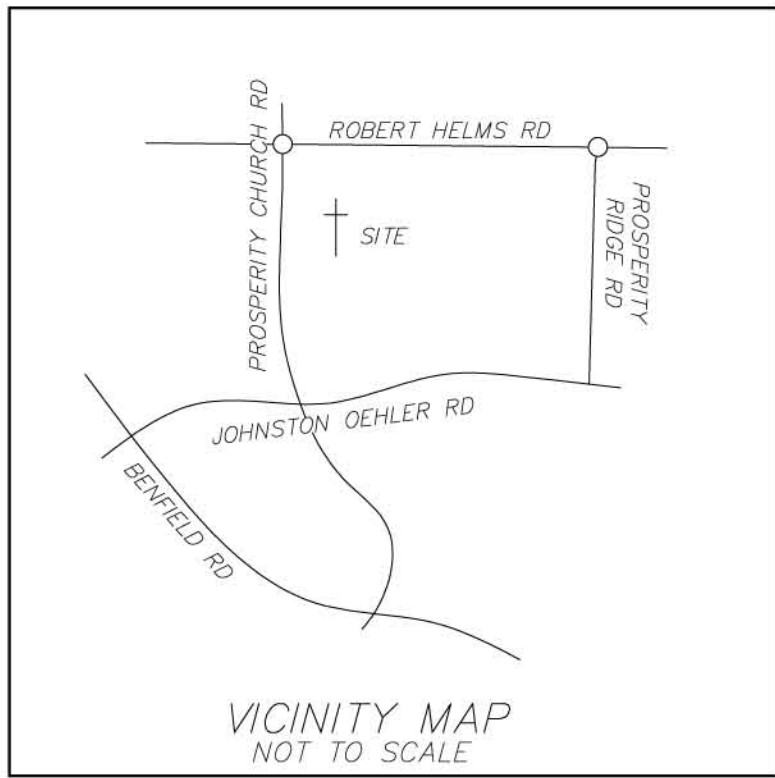 PROSPERITY CHURCH RD
ROBERT HELMS RD
PROSPERITY
RIDGE RD
SITE
JOHNSTON OEHLER RD
BENFIELD RD
VICINITY MAP
NOT TO SCALE